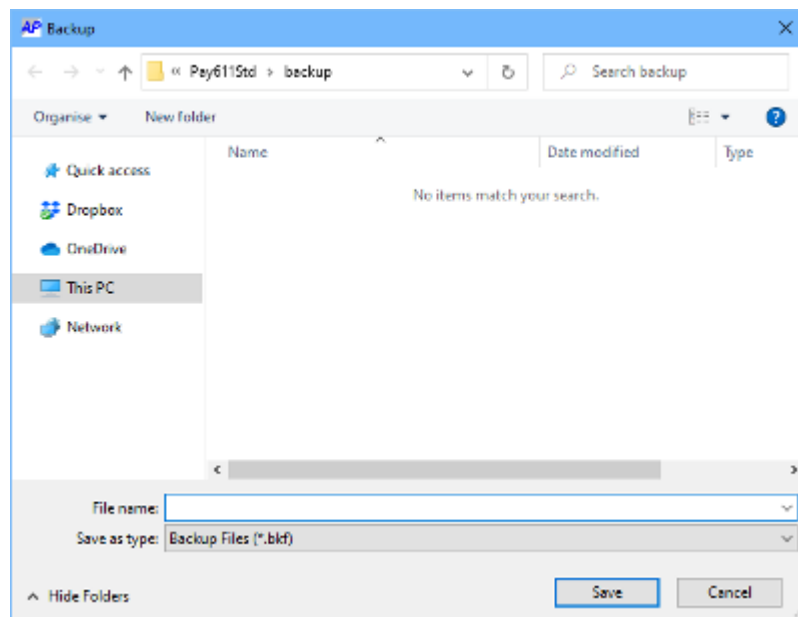 AP Backup
« Pay611Std > backup
Search backup
Organise
New folder
Name
Date modified
Type
No items match your search.
Quick access
Dropbox
OneDrive
This PC
Network
File name:
Save as type: Backup Files (*.bkf)
Hide Folders
Save
Cancel